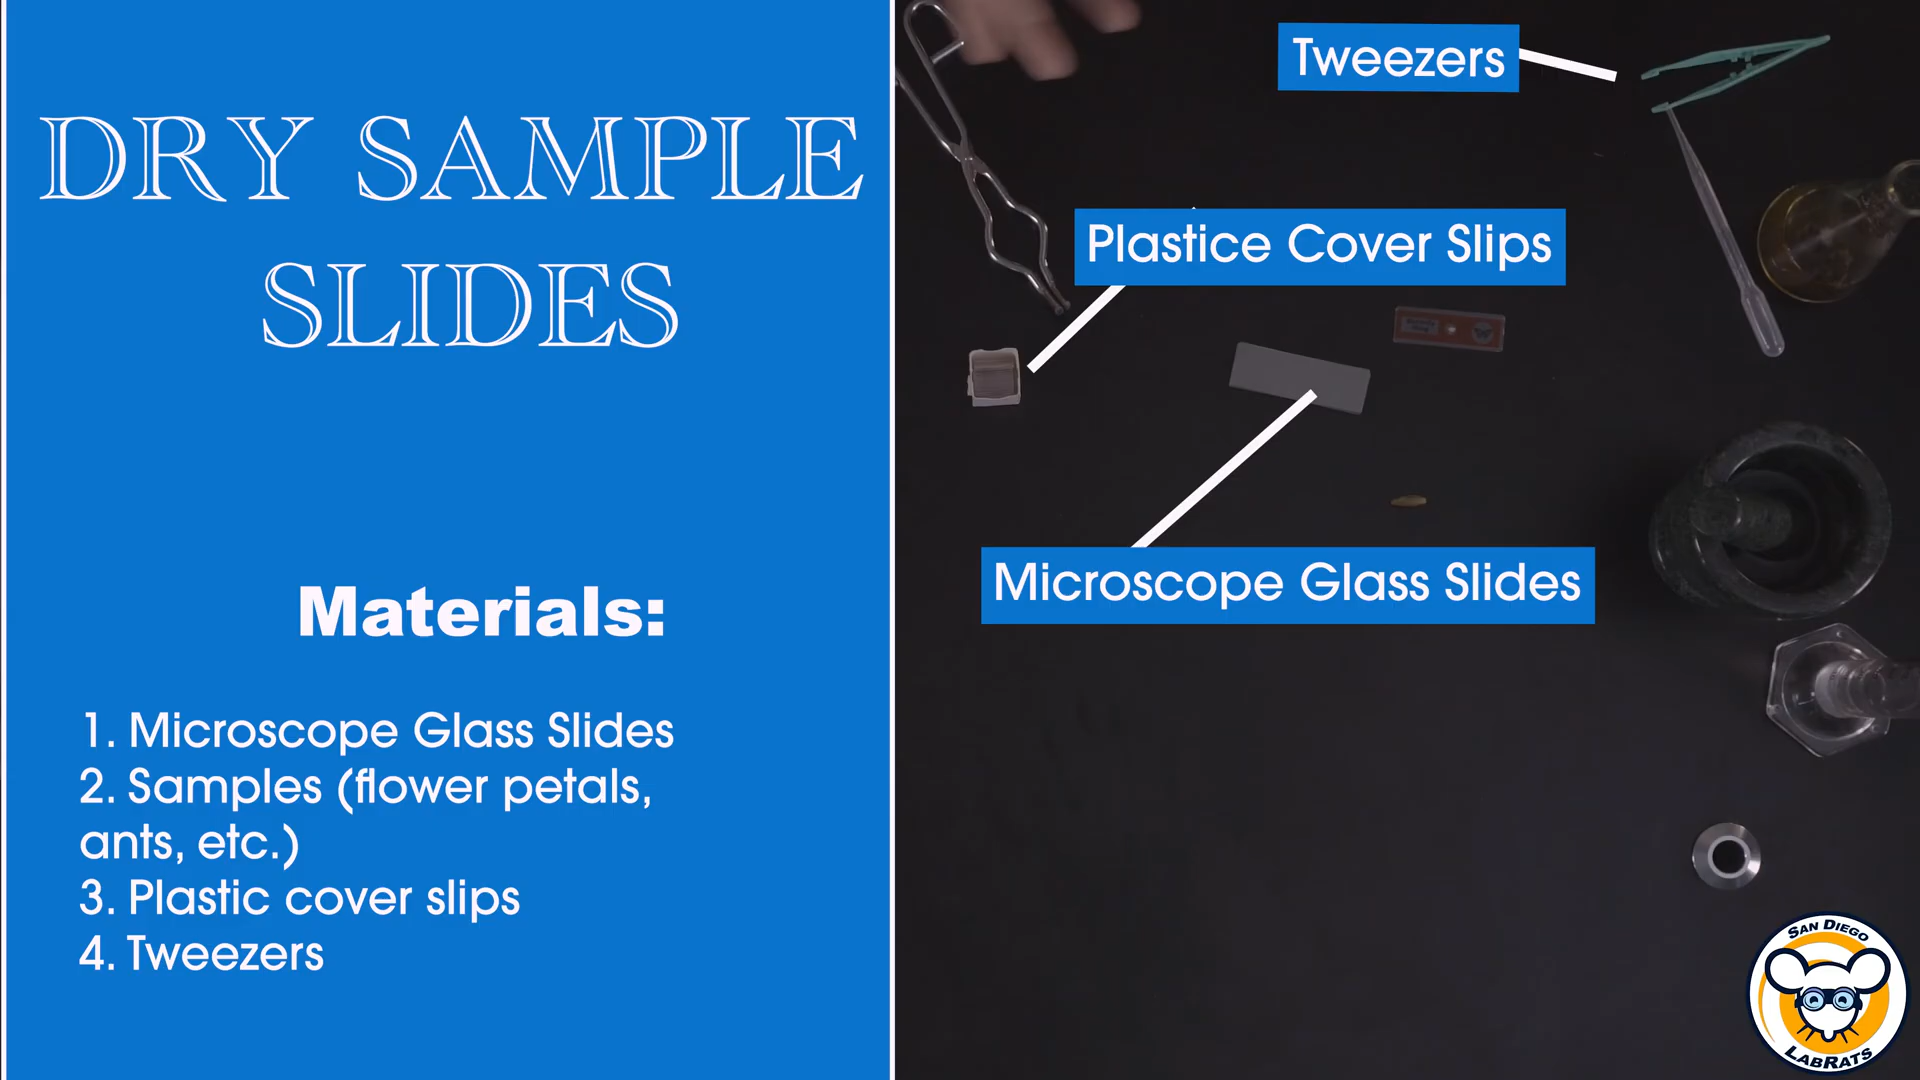 DRY SAMPLE
SLIDES
Materials:
1. Microscope Glass Slides
2. Samples (flower petals,
ants, etc.)
3. Plastic cover slips
4. Tweezers
Tweezers
Plastice Cover Slips
Microscope Glass Slides
SAN DIEGO
LABRATS